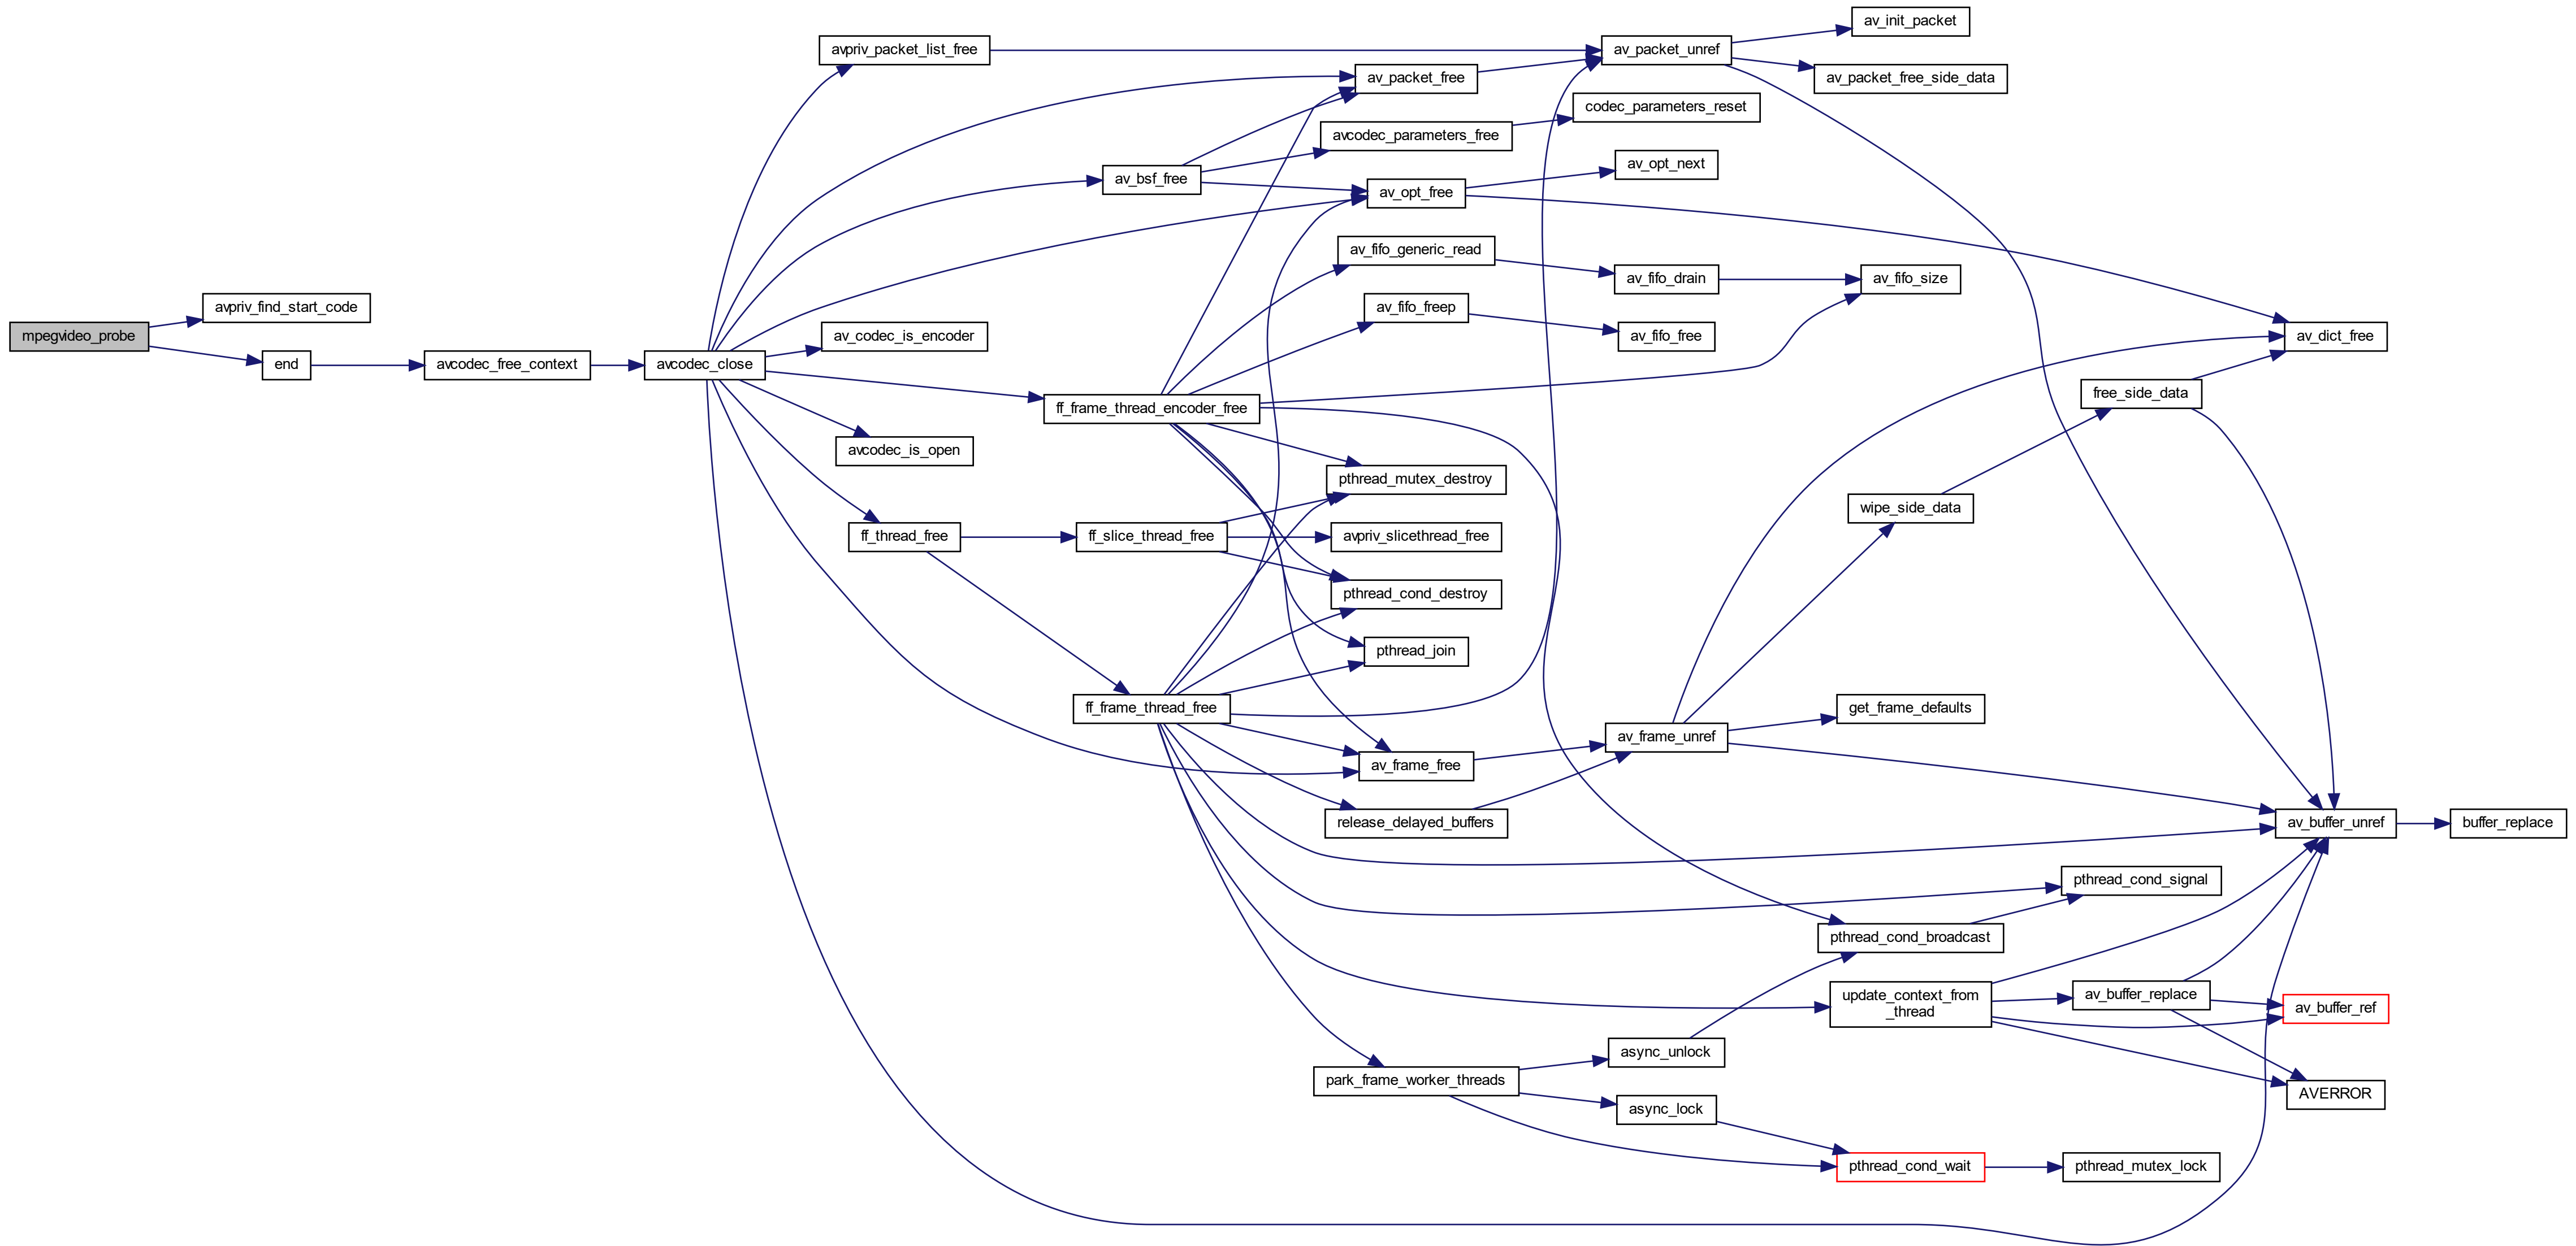 mpegvideo_probe
avpriv_find_start_code
end
avcodec_free_context
avcodec_close
avpriv_packet_list_free
av_codec_is_encoder
avcodec_is_open
ff_thread_free
av_bsf_free
ff_frame_thread_encoder_free
ff_slice_thread_free
ff_frame_thread_free
av_packet_free
avcodec_parameters_free
av_opt_free
av_fifo_generic_read
av_fifo_freep
pthread_mutex_destroy
avpriv_slicethread_free
pthread_cond_destroy
pthread_join
av_frame_free
release_delayed_buffers
park_frame_worker_threads
av_packet_unref
codec_parameters_reset
av_opt_next
av_fifo_drain
av_fifo_free
av_frame_unref
async_unlock
async_lock
av_init_packet
av_packet_free_side_data
av_fifo_size
wipe_side_data
get_frame_defaults
pthread_cond_broadcast
update_context_from
_thread
pthread_cond_wait
free_side_data
pthread_cond_signal
av_buffer_replace
pthread_mutex_lock
av_dict_free
av_buffer_unref
av_buffer_ref
AVERROR
buffer_replace